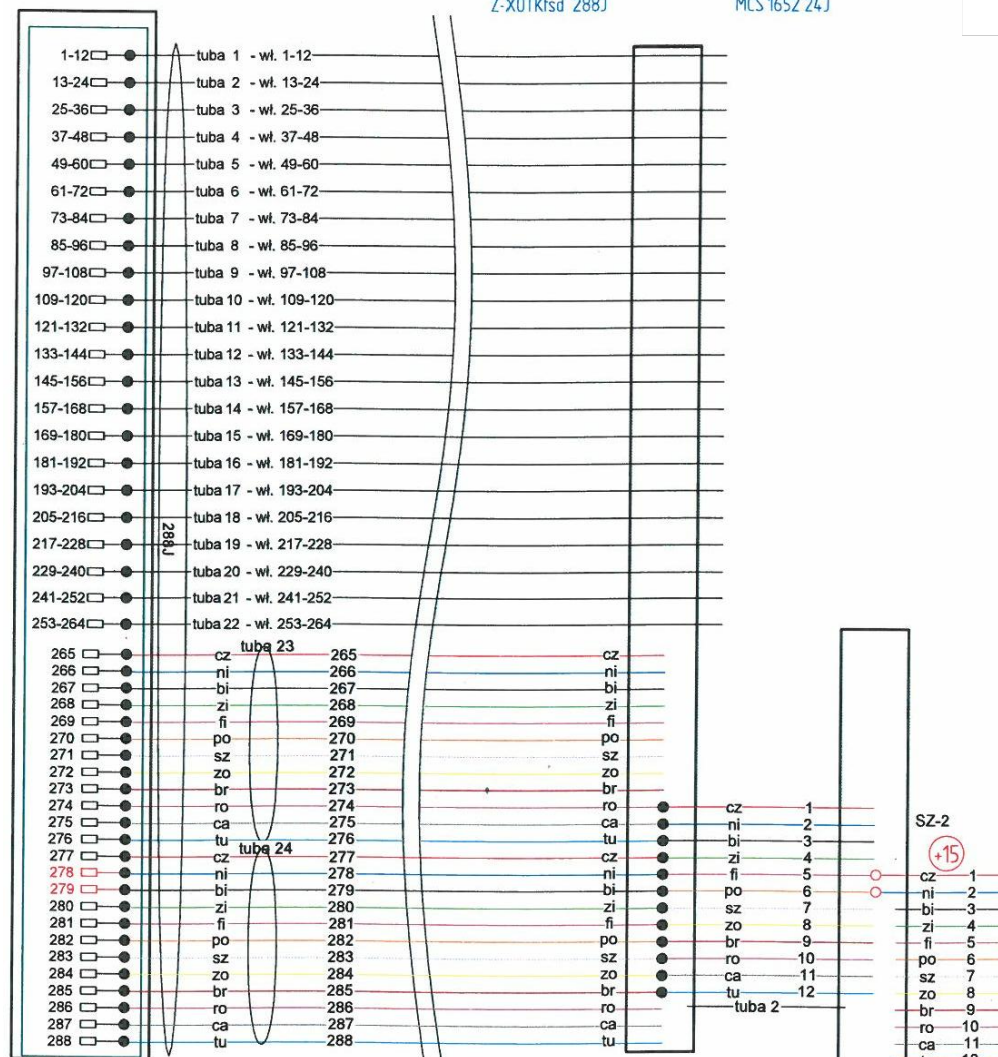 Z-XOTKtsd 288J MCS 1652 24J
1-12 tuba 1 - wł. 1-12
13-24 tuba 2 - wł. 13-24
25-36 tuba 3 - wł. 25-36
37-48 tuba 4 - wł. 37-48
49-60 tuba 5 - wł. 49-60
61-72 tuba 6 - wł. 61-72
73-84 tuba 7 - wł. 73-84
85-96 tuba 8 - wł. 85-96
97-108 tuba 9 - wł. 97-108
109-120 tuba 10 - wł. 109-120
121-132 tuba 11 - wł. 121-132
133-144 tuba 12 - wł. 133-144
145-156 tuba 13 - wł. 145-156
157-168 tuba 14 - wł. 157-168
169-180 tuba 15 - wł. 169-180
181-192 tuba 16 - wł. 181-192
193-204 tuba 17 - wł. 193-204
205-216 tuba 18 - wł. 205-216
288J
217-228 tuba 19 - wł. 217-228
229-240 tuba 20 - wł. 229-240
241-252 tuba 21 - wł. 241-252
253-264 tuba 22 - wł. 253-264
tuba 23
265 cz 265 cz
266 ni 266 ni
267 bi 267 bi
268 zi 268 zi
269 fi 269 fi
270 po 270 po
271 sz 271 sz
272 zo 272 zo
273 br 273 br
274 ro 274 ro cz 1
275 ca 275 ca ni 2 SZ-2
276 tu 276 tu bi 3
tuba 24 +15
277 cz 277 cz zi 4
278 ni 278 ni fi 5 cz 1
279 bi 279 bi po 6 ni 2
280 zi 280 zi sz 7 bi 3
281 fi 281 fi zo 8 zi 4
282 po 282 po br 9 fi 5
283 sz 283 sz ro 10 po 6
284 zo 284 zo ca 11 sz 7
285 br 285 br tu 12 zo 8
286 ro 286 ro tuba 2 br 9
287 ca 287 ca ro 10
288 tu 288 tu ca 11